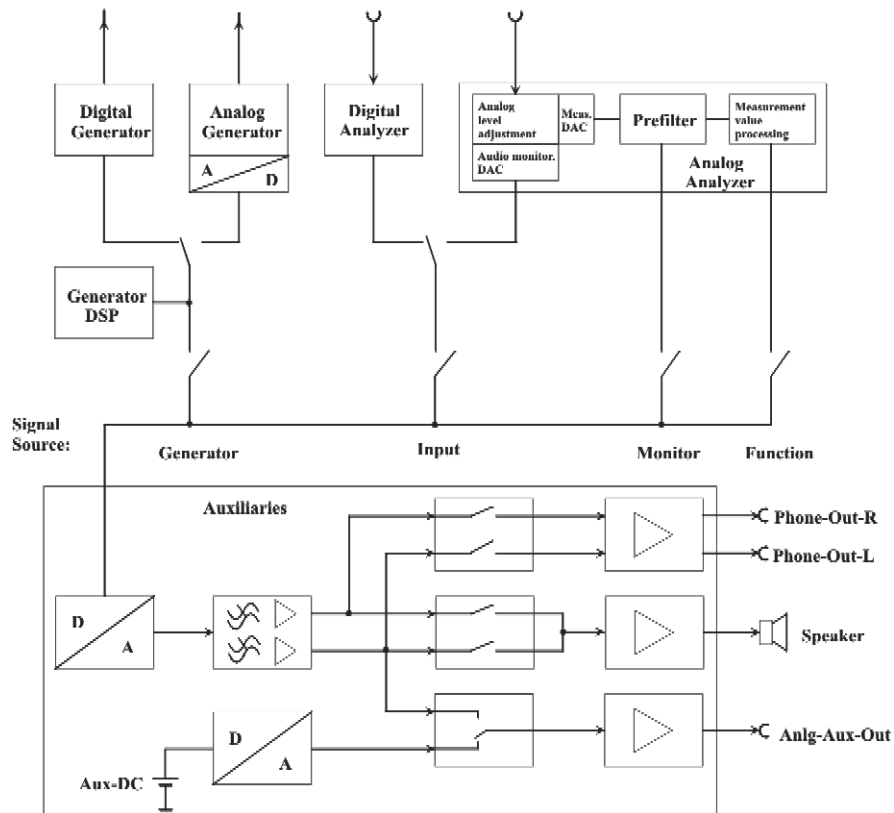 Digital
Generator
Analog
Generator
A
D
Digital
Analyzer
Analog
level
adjustment
Meas.
DAC
Prefilter
Measurement
value
processing
Audio monitor.
DAC
Analog
Analyzer
Generator
DSP
Signal
Source:
Generator
Input
Monitor
Function
Auxiliaries
Phone-Out-R
Phone-Out-L
D
A
Speaker
D
A
Anlg-Aux-Out
Aux-DC